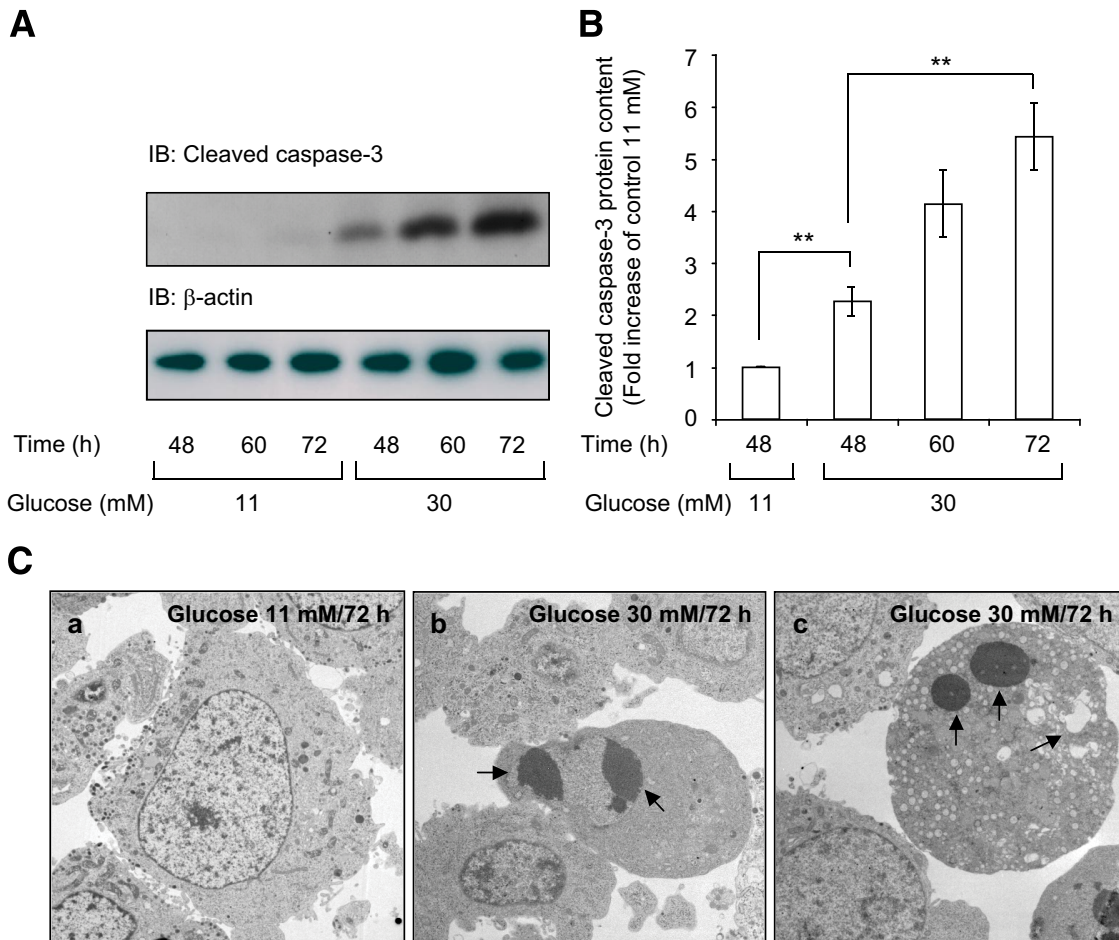 A
IB: Cleaved caspase-3
IB: β-actin
Time (h) 48 60 72 48 60 72
Glucose (mM) 11 30
B
Cleaved caspase-3 protein content
(Fold increase of control 11 mM)
7
6
5
4
3
2
1
0
**
**
Time (h) 48 48 60 72
Glucose (mM) 11 30
C
a Glucose 11 mM/72 h
b Glucose 30 mM/72 h
c Glucose 30 mM/72 h